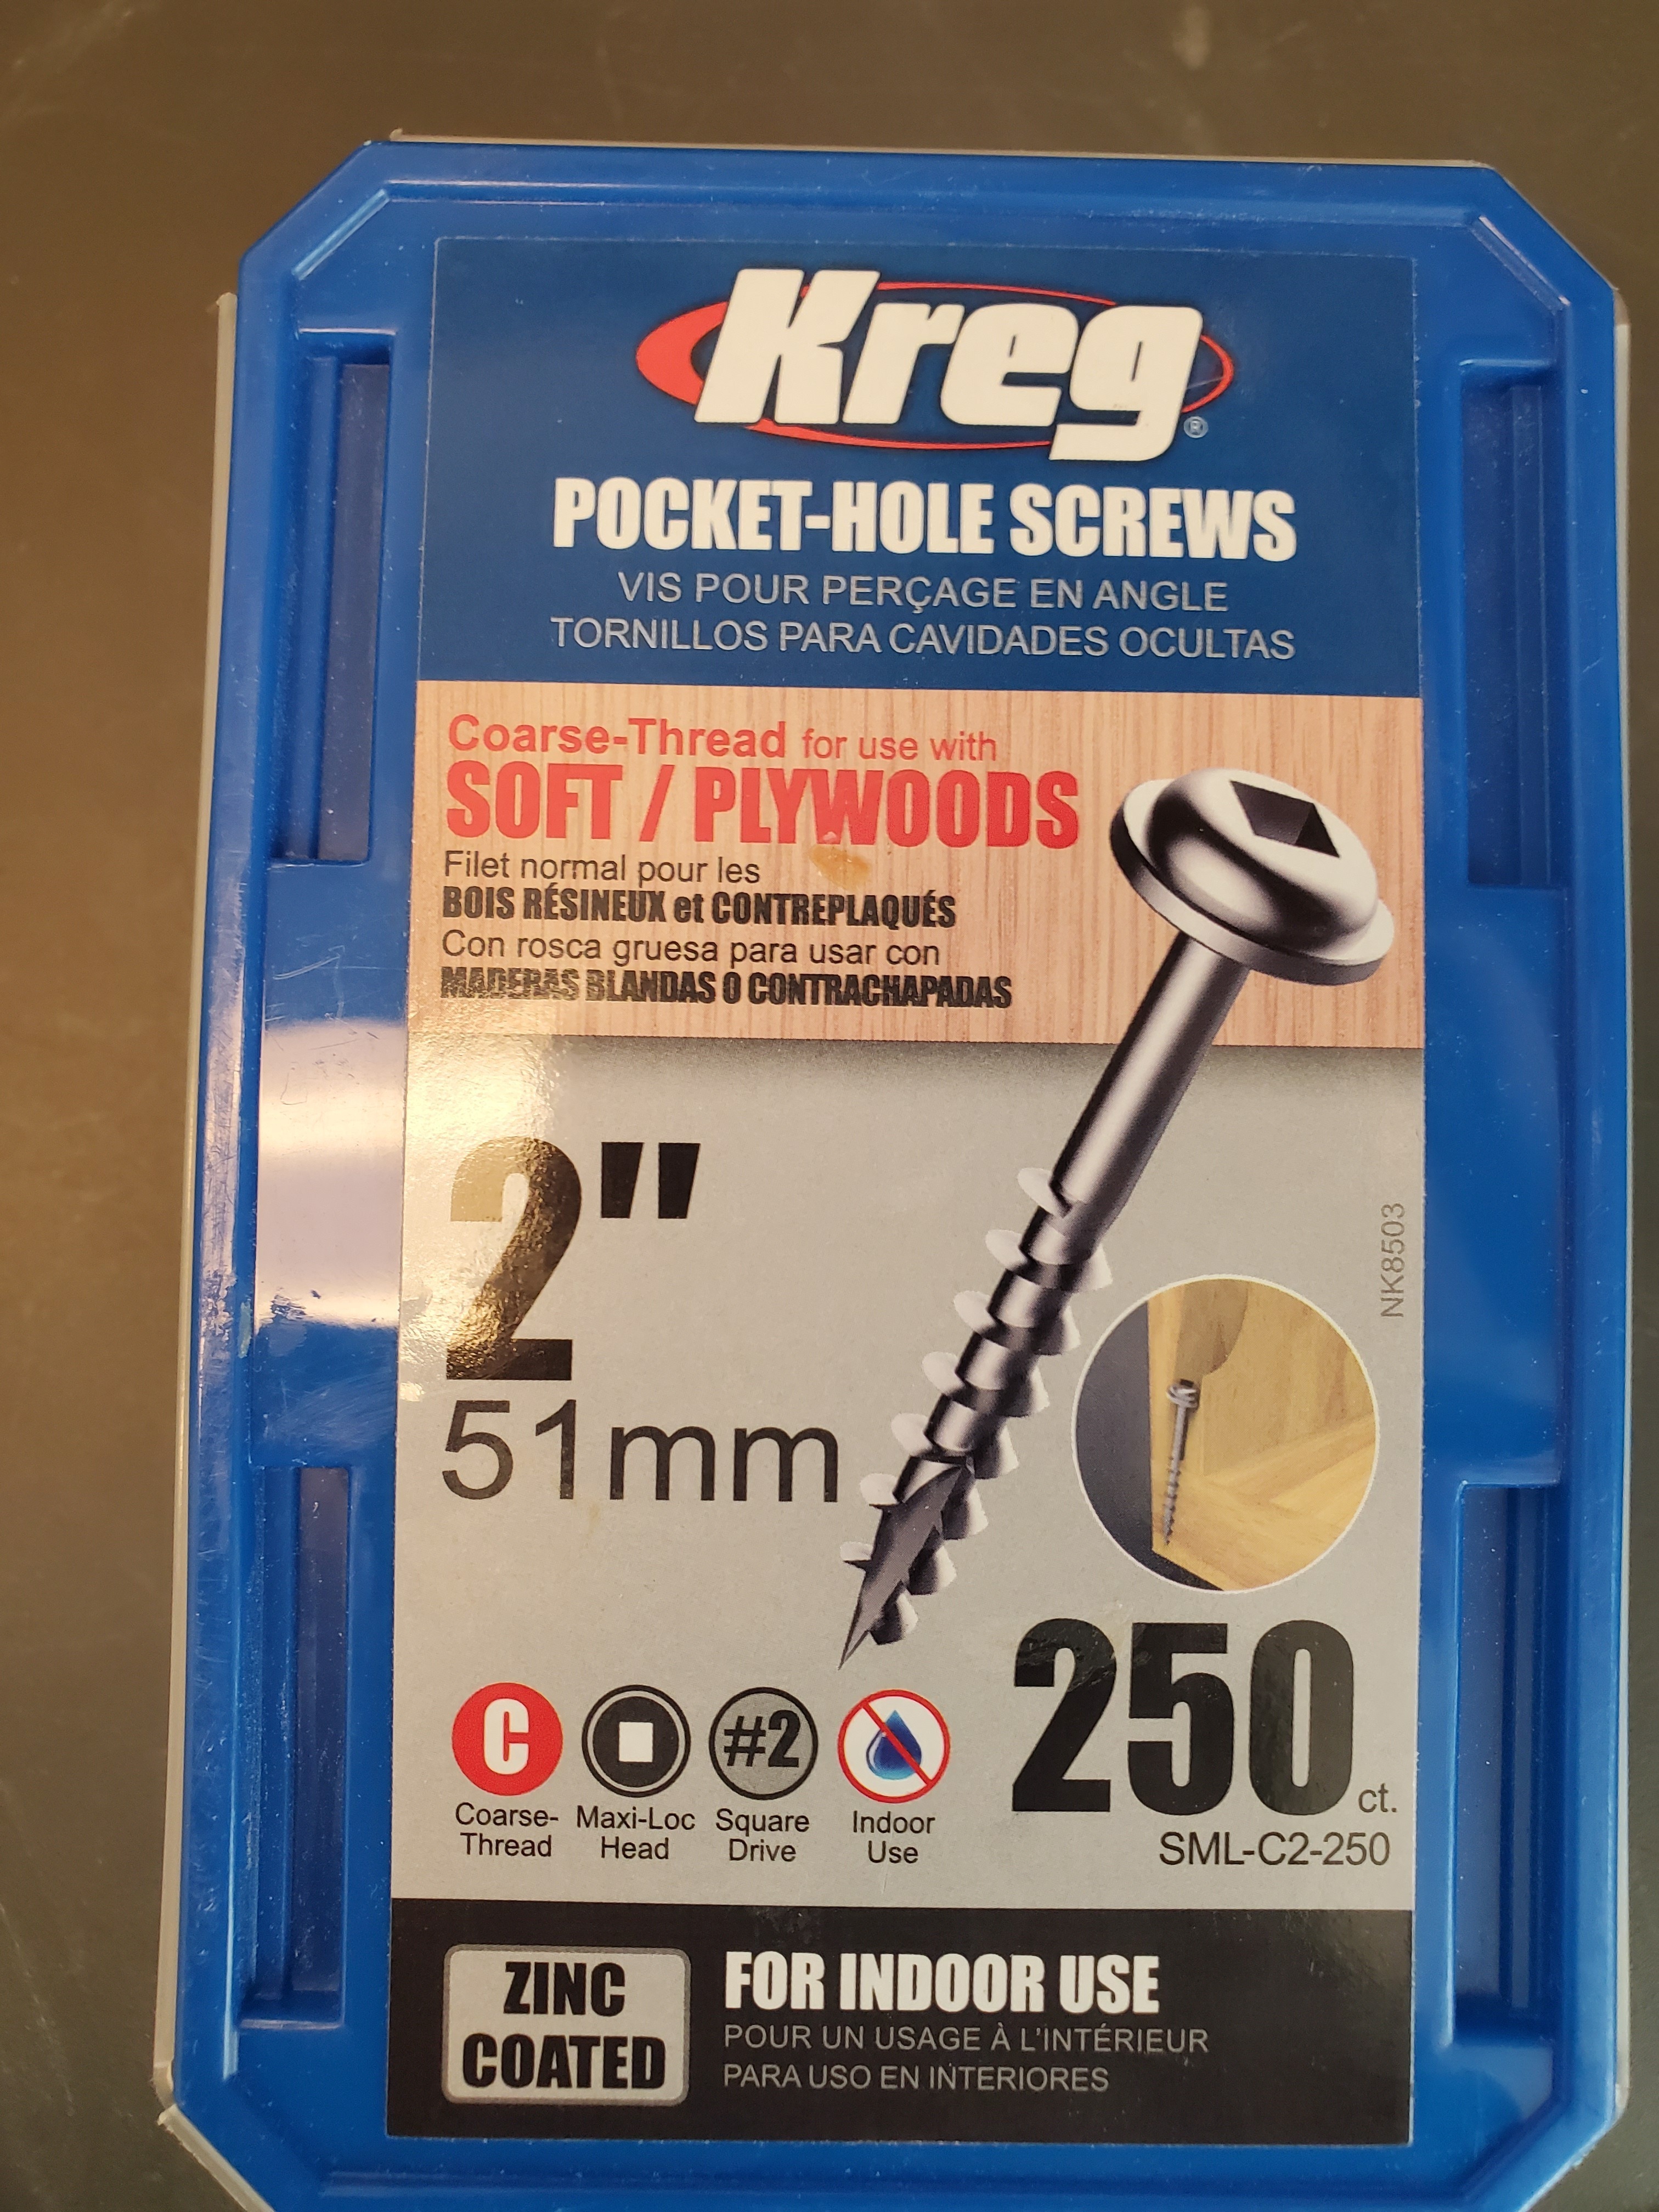 Kreg®
POCKET-HOLE SCREWS
VIS POUR PERÇAGE EN ANGLE
TORNILLOS PARA CAVIDADES OCULTAS
Coarse-Thread for use with
SOFT / PLYWOODS
Filet normal pour les
BOIS RÉSINEUX et CONTREPLAQUÉS
Con rosca gruesa para usar con
MADERAS BLANDAS O CONTRACHAPADAS
2"
51mm
NK8503
C
Coarse-
Thread
Maxi-Loc
Head
#2
Square
Drive
Indoor
Use
250 ct.
SML-C2-250
ZINC
COATED
FOR INDOOR USE
POUR UN USAGE À L'INTÉRIEUR
PARA USO EN INTERIORES